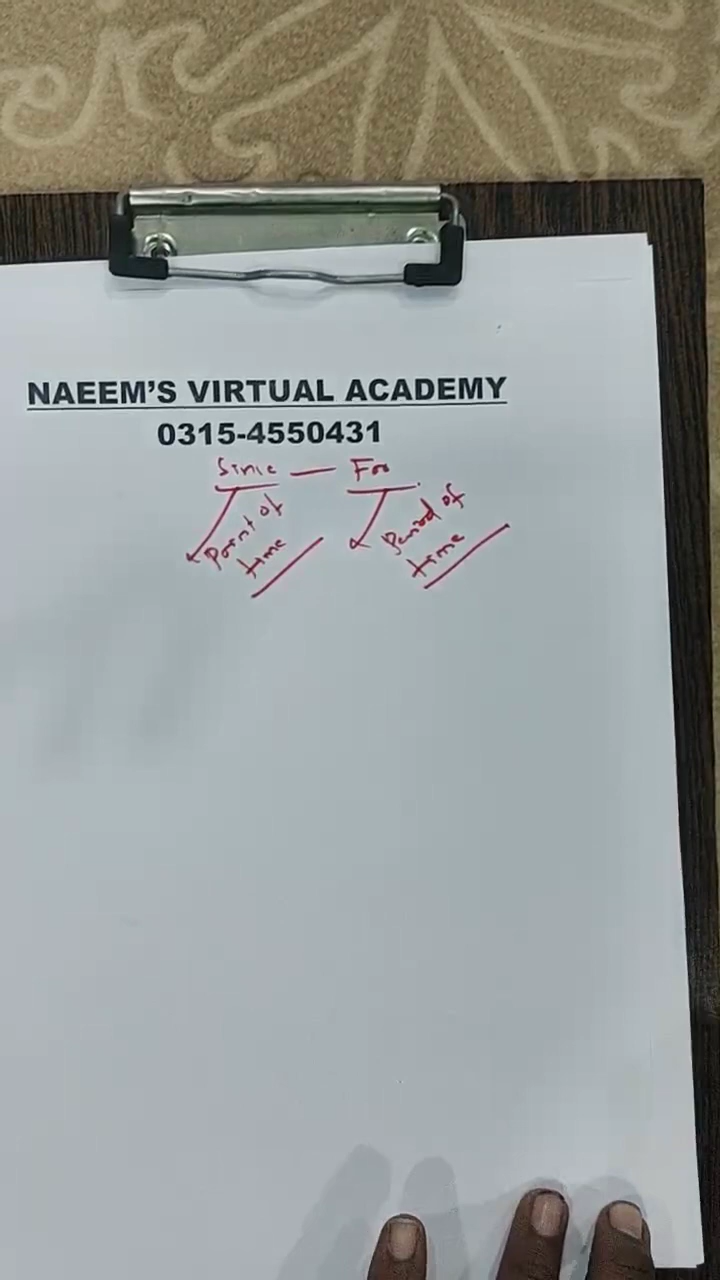 NAEEM'S VIRTUAL ACADEMY
0315-4550431
Since — For
Point of
time
Period of
time